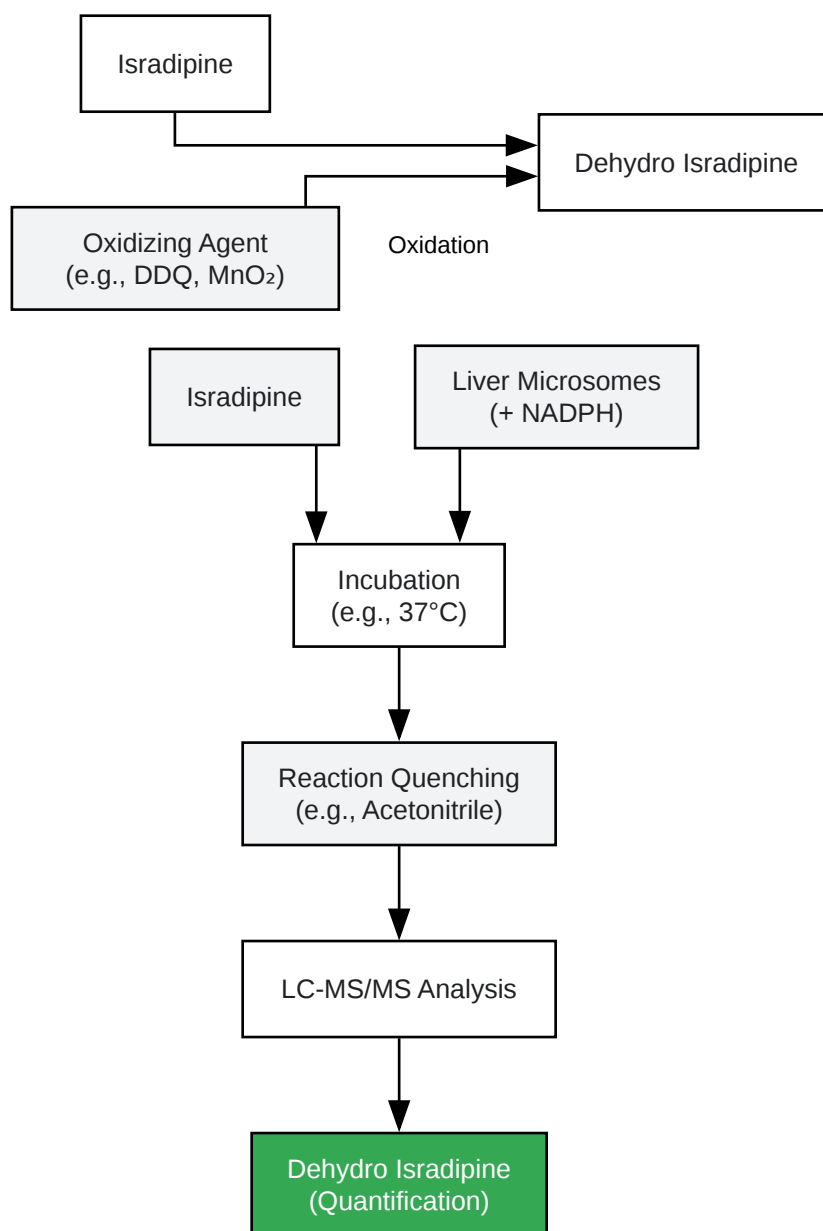 Isradipine
Dehydro Isradipine
Oxidizing Agent
(e.g., DDQ, MnO₂)
Oxidation
Isradipine
Liver Microsomes
(+ NADPH)
Incubation
(e.g., 37°C)
Reaction Quenching
(e.g., Acetonitrile)
LC-MS/MS Analysis
Dehydro Isradipine
(Quantification)